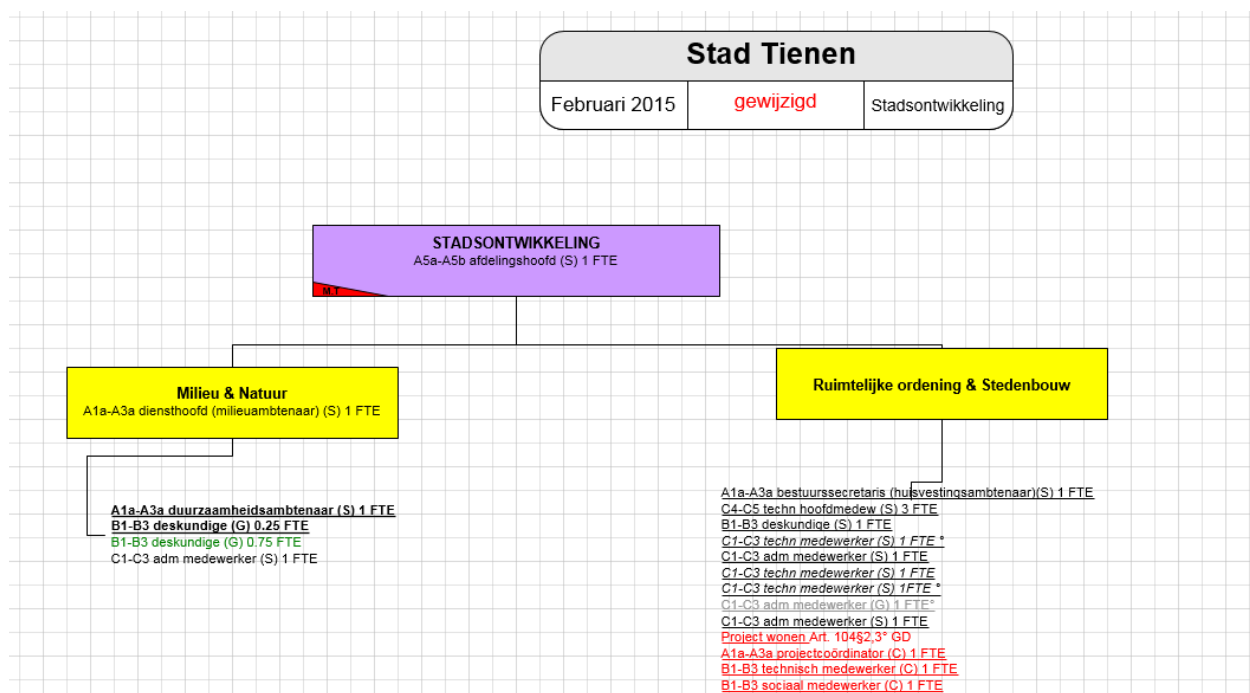 Stad Tienen
Februari 2015
gewijzigd
Stadsontwikkeling
STADSONTWIKKELING
A5a-A5b afdelingshoofd (S) 1 FTE
M.T
Milieu & Natuur
A1a-A3a diensthoofd (milieuambtenaar) (S) 1 FTE
Ruimtelijke ordening & Stedenbouw
A1a-A3a duurzaamheidsambtenaar (S) 1 FTE
B1-B3 deskundige (G) 0.25 FTE
B1-B3 deskundige (G) 0.75 FTE
C1-C3 adm medewerker (S) 1 FTE
A1a-A3a bestuurssecretaris (huisvestingsambtenaar)(S) 1 FTE
C4-C5 techn hoofdmedew (S) 3 FTE
B1-B3 deskundige (S) 1 FTE
C1-C3 techn medewerker (S) 1 FTE °
C1-C3 adm medewerker (S) 1 FTE
C1-C3 techn medewerker (S) 1 FTE
C1-C3 techn medewerker (S) 1FTE °
C1-C3 adm medewerker (G) 1 FTE°
C1-C3 adm medewerker (S) 1 FTE
Project wonen Art. 104§2,3° GD
A1a-A3a projectcoördinator (C) 1 FTE
B1-B3 technisch medewerker (C) 1 FTE
B1-B3 sociaal medewerker (C) 1 FTE